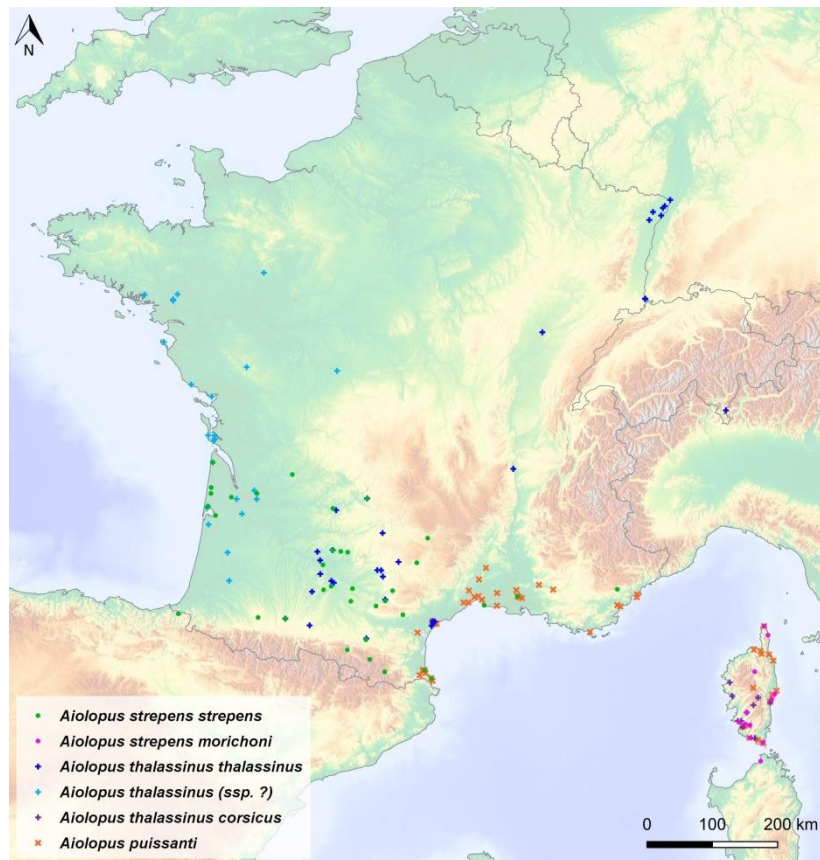 N
Aiolopus strepens strepens
Aiolopus strepens morichoni
Aiolopus thalassinus thalassinus
Aiolopus thalassinus (ssp. ?)
Aiolopus thalassinus corsicus
Aiolopus puissanti
0 100 200 km